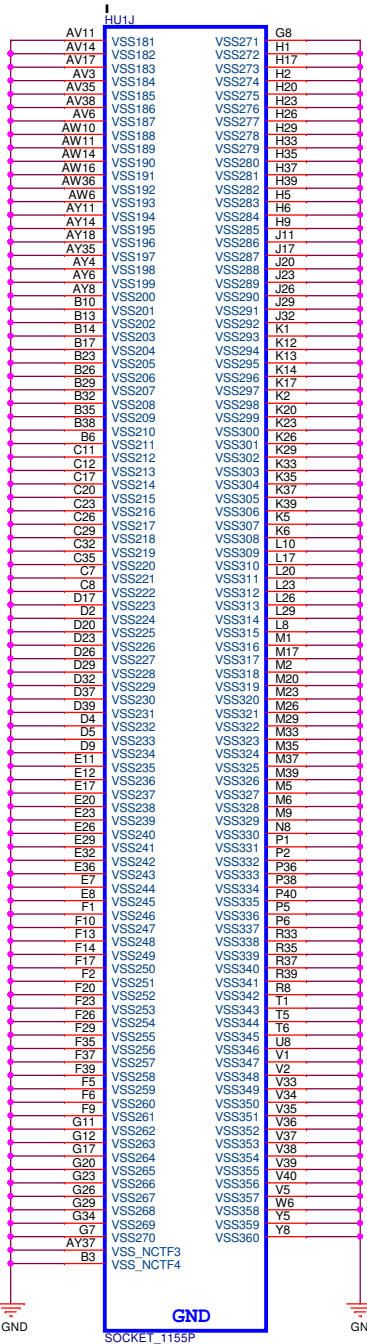 HU1J
AV11 VSS181 VSS271 G8
AV14 VSS182 VSS272 H1
AV17 VSS183 VSS273 H17
AV3 VSS184 VSS274 H2
AV35 VSS185 VSS275 H20
AV38 VSS186 VSS276 H23
AV6 VSS187 VSS277 H26
AW10 VSS188 VSS278 H29
AW11 VSS189 VSS279 H33
AW14 VSS190 VSS280 H35
AW16 VSS191 VSS281 H37
AW36 VSS192 VSS282 H39
AW6 VSS193 VSS283 H5
AY11 VSS194 VSS284 H6
AY14 VSS195 VSS285 H9
AY18 VSS196 VSS286 J11
AY35 VSS197 VSS287 J17
AY4 VSS198 VSS288 J20
AY6 VSS199 VSS289 J23
AY8 VSS200 VSS290 J26
B10 VSS201 VSS291 J29
B13 VSS202 VSS292 J32
B14 VSS203 VSS293 K1
B17 VSS204 VSS294 K12
B23 VSS205 VSS295 K13
B26 VSS206 VSS296 K14
B29 VSS207 VSS297 K17
B32 VSS208 VSS298 K2
B35 VSS209 VSS299 K20
B38 VSS210 VSS300 K23
B6 VSS211 VSS301 K26
C11 VSS212 VSS302 K29
C12 VSS213 VSS303 K33
C17 VSS214 VSS304 K35
C20 VSS215 VSS305 K37
C23 VSS216 VSS306 K39
C26 VSS217 VSS307 K5
C29 VSS218 VSS308 K6
C32 VSS219 VSS309 L10
C35 VSS220 VSS310 L17
C7 VSS221 VSS311 L20
C8 VSS222 VSS312 L23
D17 VSS223 VSS313 L26
D2 VSS224 VSS314 L29
D20 VSS225 VSS315 L8
D23 VSS226 VSS316 M1
D26 VSS227 VSS317 M17
D29 VSS228 VSS318 M2
D32 VSS229 VSS319 M20
D37 VSS230 VSS320 M23
D39 VSS231 VSS321 M26
D4 VSS232 VSS322 M29
D5 VSS233 VSS323 M33
D9 VSS234 VSS324 M35
E11 VSS235 VSS325 M37
E12 VSS236 VSS326 M39
E17 VSS237 VSS327 M5
E20 VSS238 VSS328 M6
E23 VSS239 VSS329 M9
E26 VSS240 VSS330 N8
E29 VSS241 VSS331 P1
E32 VSS242 VSS332 P2
E36 VSS243 VSS333 P36
E7 VSS244 VSS334 P38
E8 VSS245 VSS335 P40
F1 VSS246 VSS336 P5
F10 VSS247 VSS337 P6
F13 VSS248 VSS338 R33
F14 VSS249 VSS339 R35
F17 VSS250 VSS340 R37
F2 VSS251 VSS341 R39
F20 VSS252 VSS342 R8
F23 VSS253 VSS343 T1
F26 VSS254 VSS344 T5
F29 VSS255 VSS345 T6
F35 VSS256 VSS346 U8
F37 VSS257 VSS347 V1
F39 VSS258 VSS348 V2
F5 VSS259 VSS349 V33
F6 VSS260 VSS350 V34
F9 VSS261 VSS351 V35
G11 VSS262 VSS352 V36
G12 VSS263 VSS353 V37
G17 VSS264 VSS354 V38
G20 VSS265 VSS355 V39
G23 VSS266 VSS356 V40
G26 VSS267 VSS357 V5
G29 VSS268 VSS358 W6
G34 VSS269 VSS359 Y5
G7 VSS270 VSS360 Y8
AY37 VSS_NCTF3
B3 VSS_NCTF4
GND GND GN
SOCKET_1155P